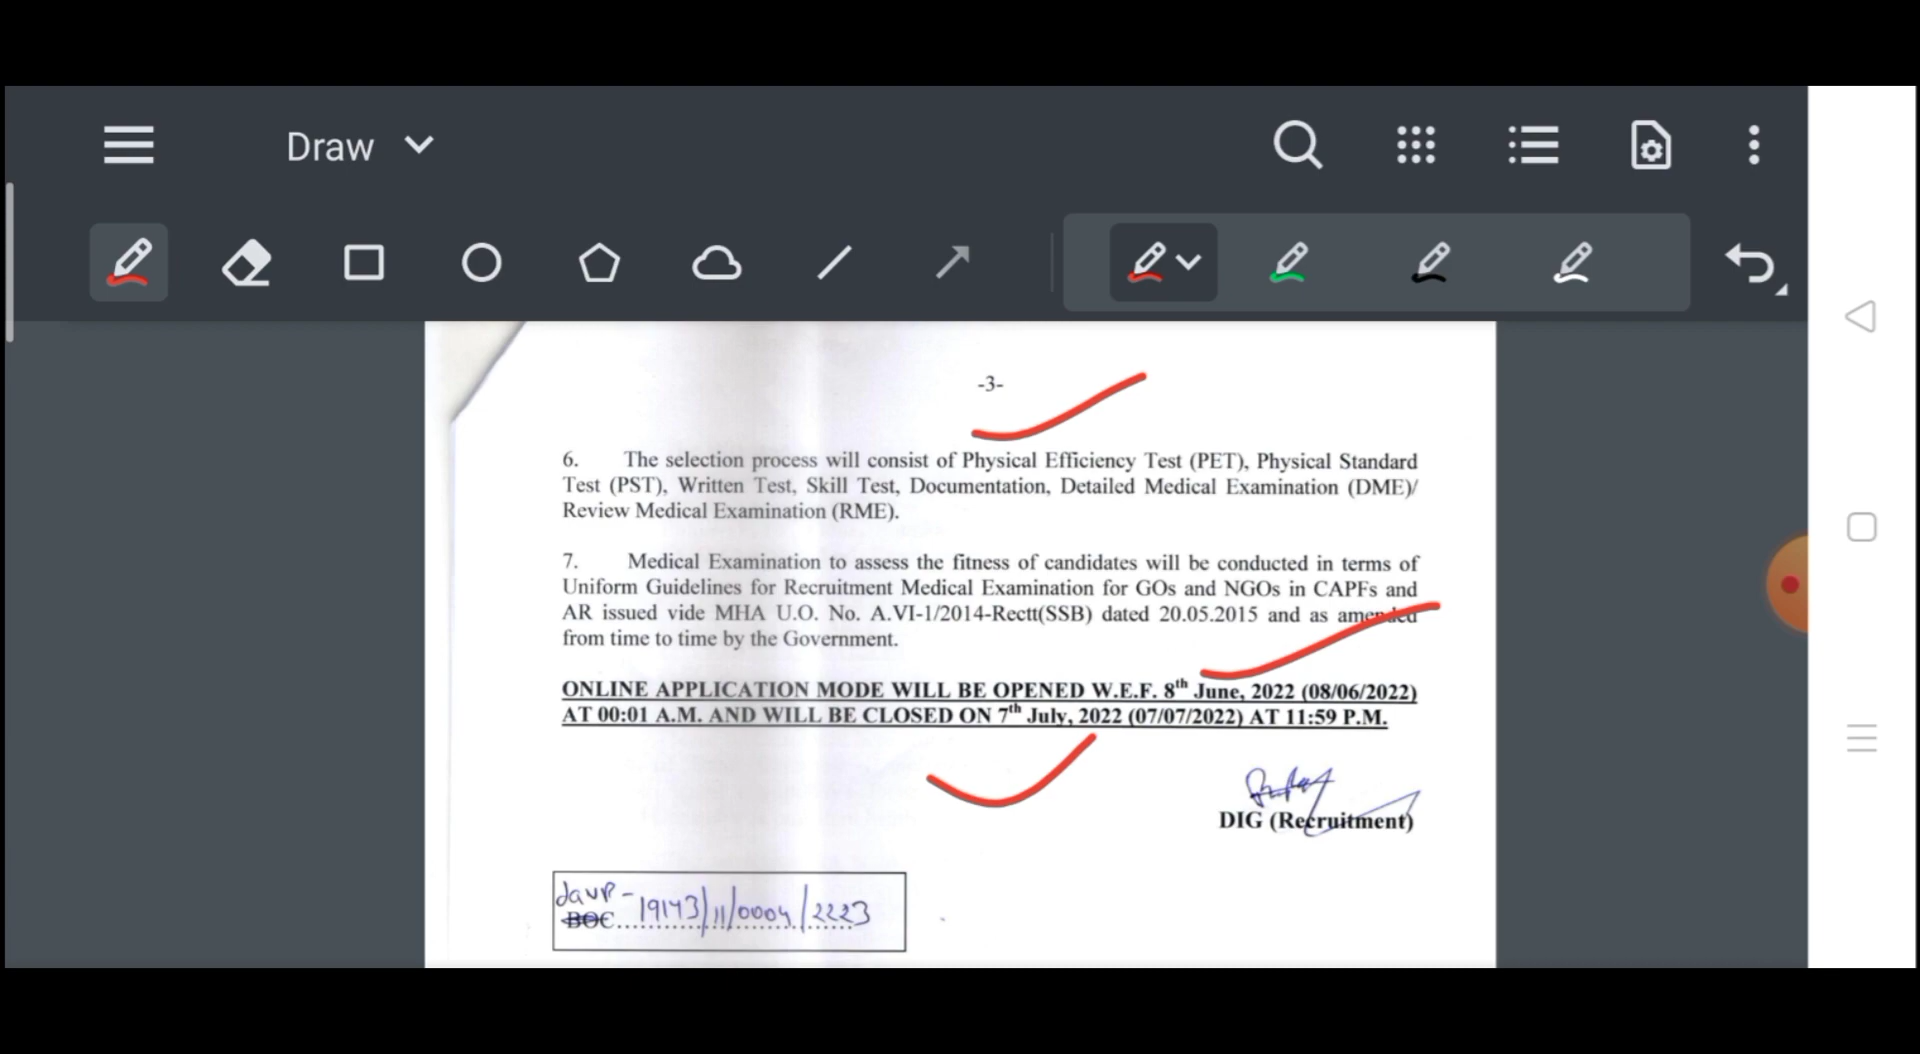 Draw
-3-
6. The selection process will consist of Physical Efficiency Test (PET), Physical Standard
Test (PST), Written Test, Skill Test, Documentation, Detailed Medical Examination (DME)/
Review Medical Examination (RME).
7. Medical Examination to assess the fitness of candidates will be conducted in terms of
Uniform Guidelines for Recruitment Medical Examination for GOs and NGOs in CAPFs and
AR issued vide MHA U.O. No. A.VI-1/2014-Rectt(SSB) dated 20.05.2015 and as amended
from time to time by the Government.
ONLINE APPLICATION MODE WILL BE OPENED W.E.F. 8th June, 2022 (08/06/2022)
AT 00:01 A.M. AND WILL BE CLOSED ON 7th July, 2022 (07/07/2022) AT 11:59 P.M.
DIG (Recruitment)
davp-
BOC....19143/11/0004/2223